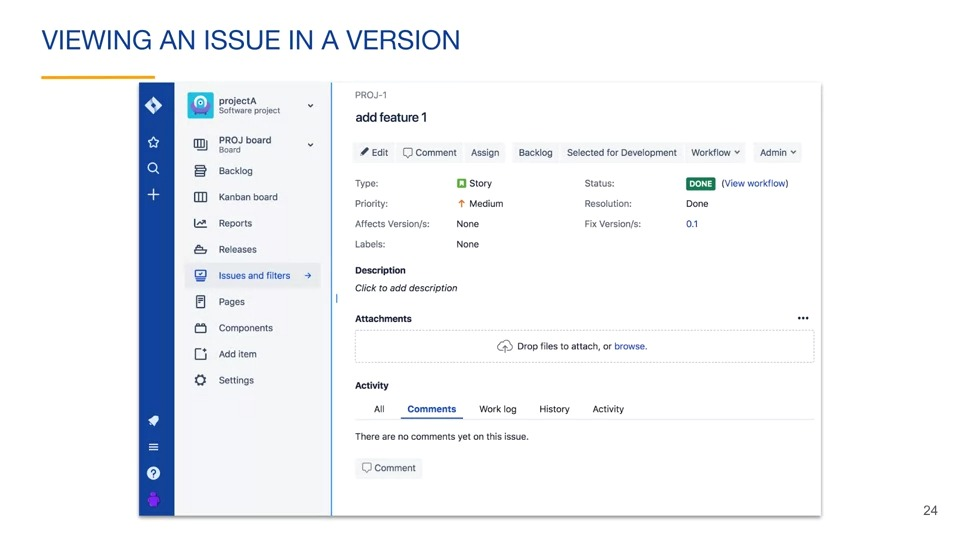 VIEWING AN ISSUE IN A VERSION
projectA
Software project
PROJ board
Board
Backlog
Kanban board
Reports
Releases
Issues and filters
Pages
Components
Add item
Settings
PROJ-1
add feature 1
Edit Comment Assign Backlog Selected for Development Workflow Admin
Type: Story Status: DONE (View workflow)
Priority: Medium Resolution: Done
Affects Version/s: None Fix Version/s: 0.1
Labels: None
Description
Click to add description
Attachments
Drop files to attach, or browse.
Activity
All Comments Work log History Activity
There are no comments yet on this issue.
Comment
24